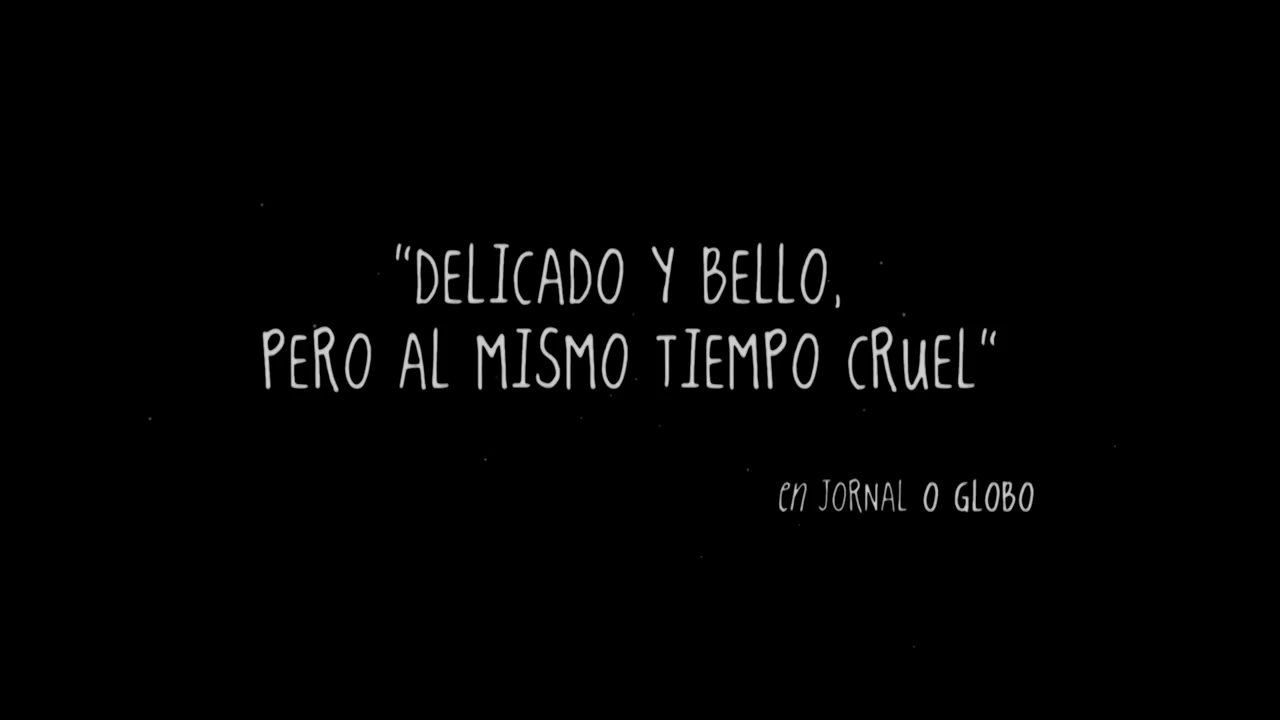 “DELICADO Y BELLO,
PERO AL MISMO TIEMPO CRUEL“
en JORNAL O GLOBO